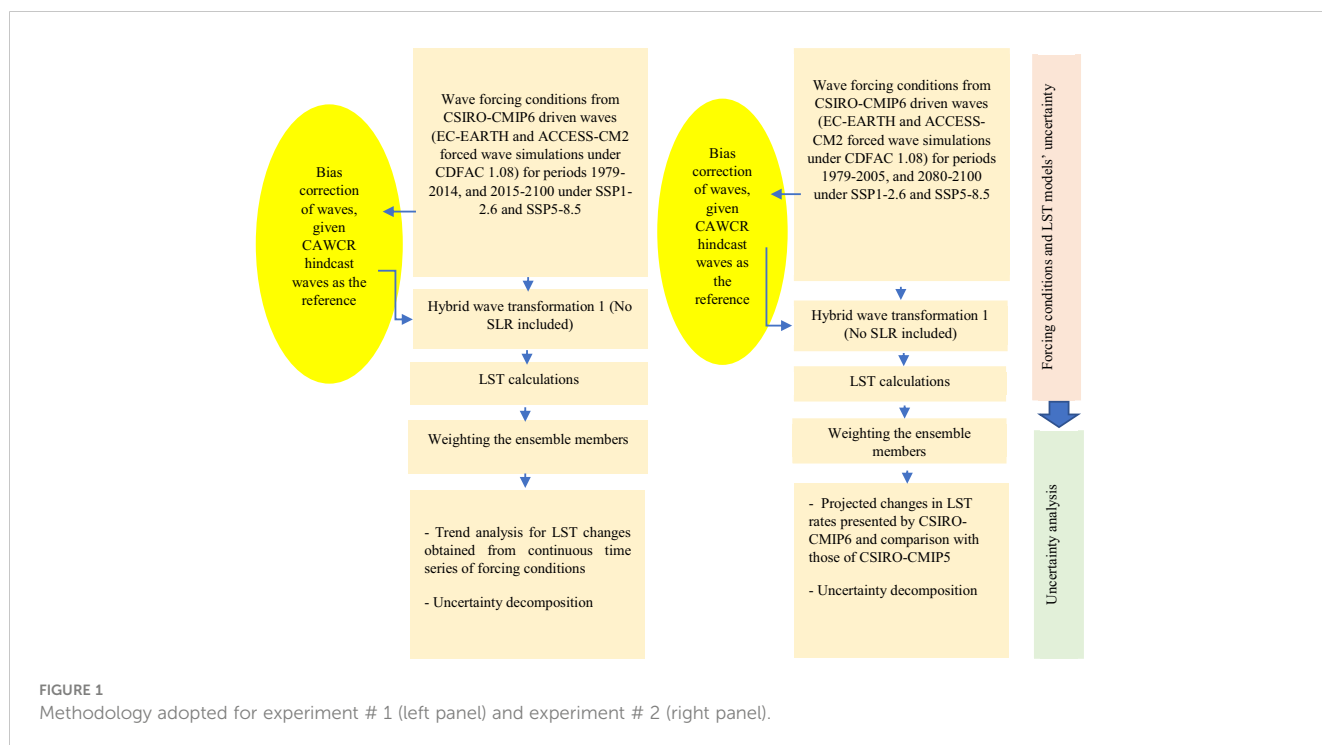 Wave forcing conditions from
CSIRO-CMIP6 driven waves
(EC-EARTH and ACCESS-CM2
forced wave simulations under
CDFAC 1.08) for periods 1979-
2014, and 2015-2100 under SSP1-
2.6 and SSP5-8.5
Bias
correction
of waves,
given
CAWCR
hindcast
waves as the
reference
Hybrid wave transformation 1 (No
SLR included)
LST calculations
Weighting the ensemble members
- Trend analysis for LST changes
obtained from continuous time
series of forcing conditions
- Uncertainty decomposition
Wave forcing conditions from
CSIRO-CMIP6 driven waves
(EC-EARTH and ACCESS-
CM2 forced wave simulations
under CDFAC 1.08) for periods
1979-2005, and 2080-2100
under SSP1-2.6 and SSP5-8.5
Bias
correction
of waves,
given
CAWCR
hindcast
waves as
the
reference
Hybrid wave transformation 1
(No SLR included)
LST calculations
Weighting the ensemble
members
- Projected changes in LST
rates presented by CSIRO-
CMIP6 and comparison with
those of CSIRO-CMIP5
- Uncertainty decomposition
Forcing conditions and LST models' uncertainty
Uncertainty analysis
FIGURE 1
Methodology adopted for experiment # 1 (left panel) and experiment # 2 (right panel).